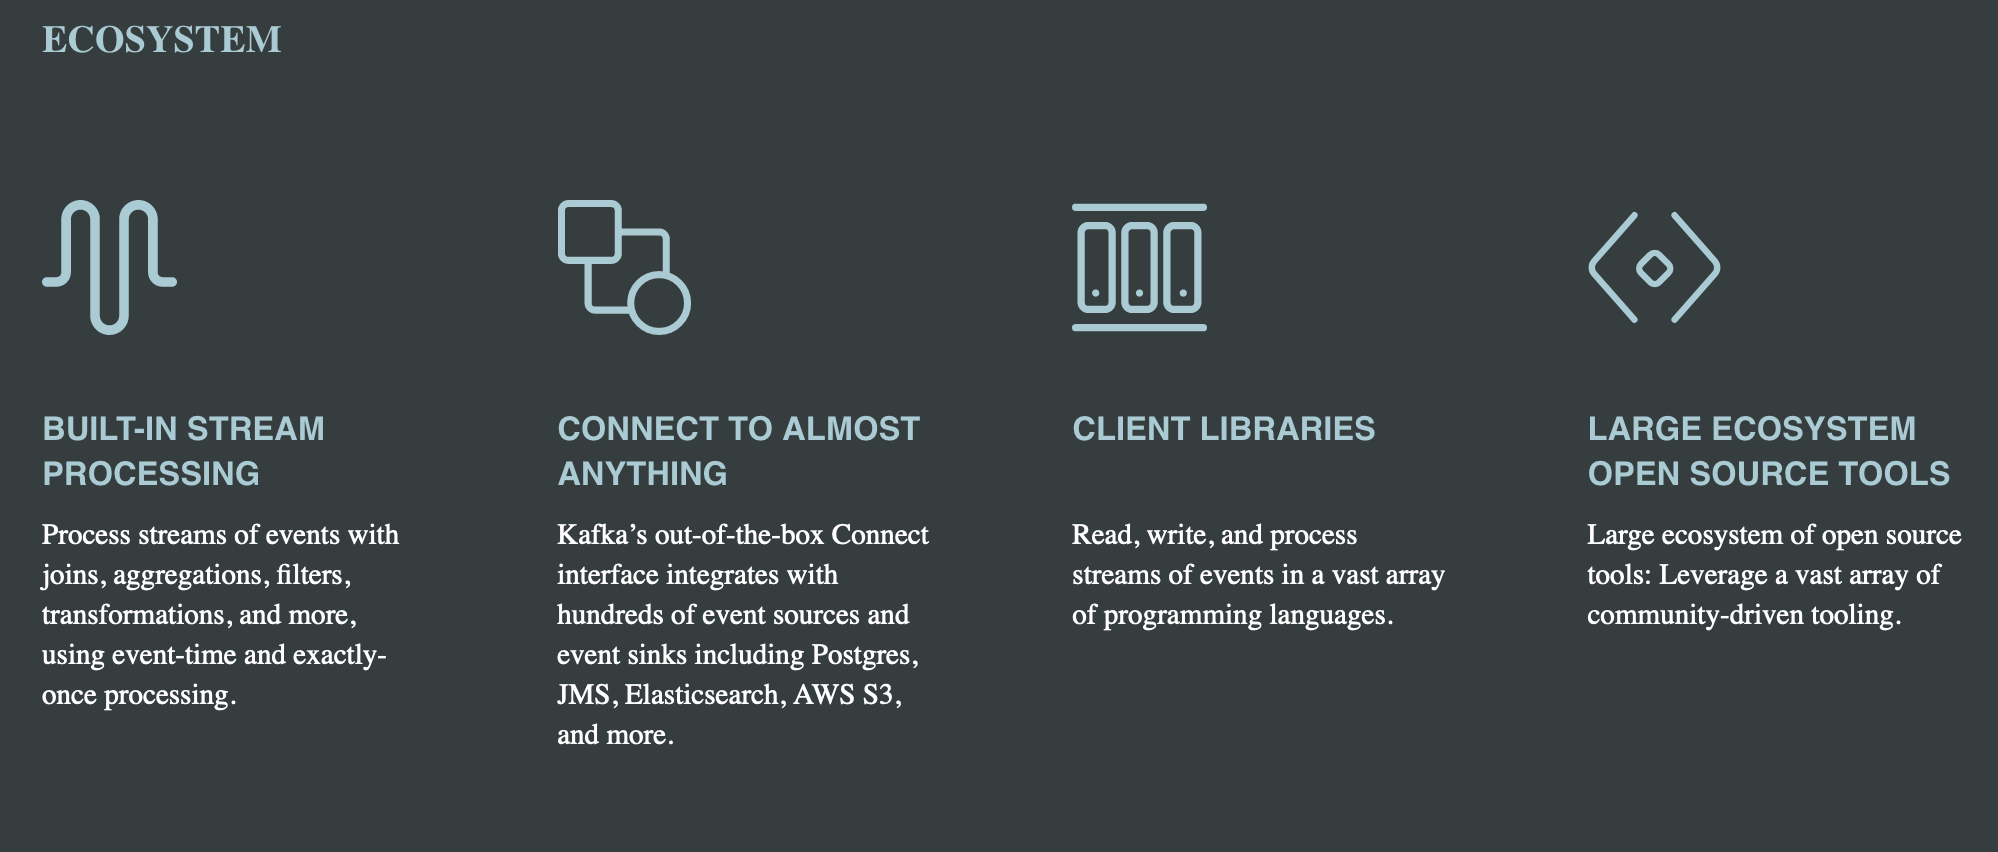 ECOSYSTEM
BUILT-IN STREAM
PROCESSING
Process streams of events with
joins, aggregations, filters,
transformations, and more,
using event-time and exactly-
once processing.
CONNECT TO ALMOST
ANYTHING
Kafka’s out-of-the-box Connect
interface integrates with
hundreds of event sources and
event sinks including Postgres,
JMS, Elasticsearch, AWS S3,
and more.
CLIENT LIBRARIES
Read, write, and process
streams of events in a vast array
of programming languages.
LARGE ECOSYSTEM
OPEN SOURCE TOOLS
Large ecosystem of open source
tools: Leverage a vast array of
community-driven tooling.